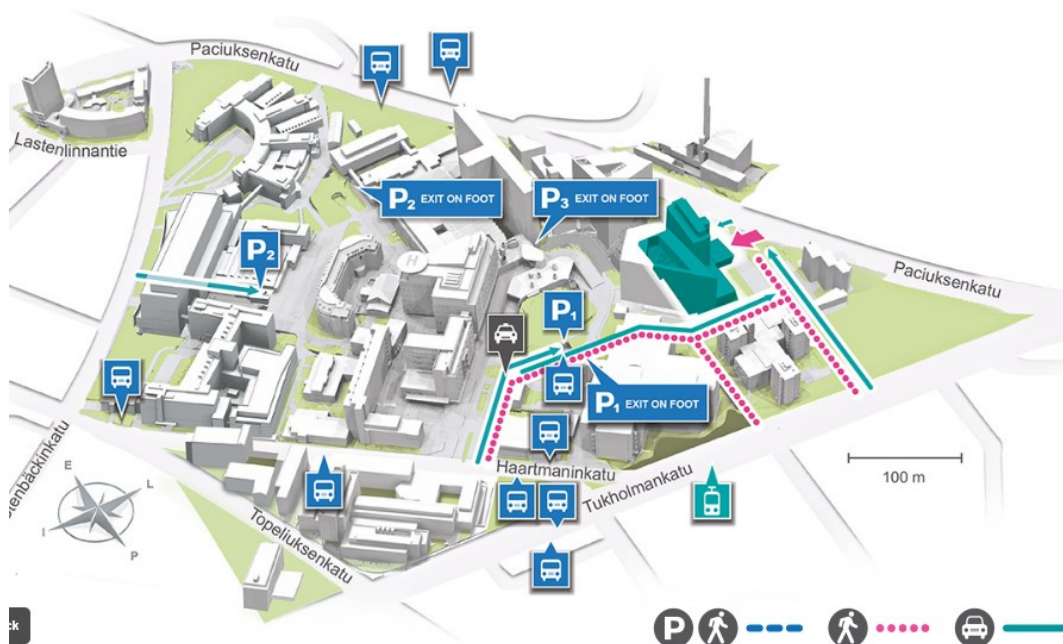 Paciuksenkatu
Lastenlinnantie
P2 EXIT ON FOOT
P3 EXIT ON FOOT
P2
H
Paciuksenkatu
P1
P1 EXIT ON FOOT
Haartmaninkatu
Tukholmankatu
100 m
Topeliuksenkatu
E
L
I
P
P